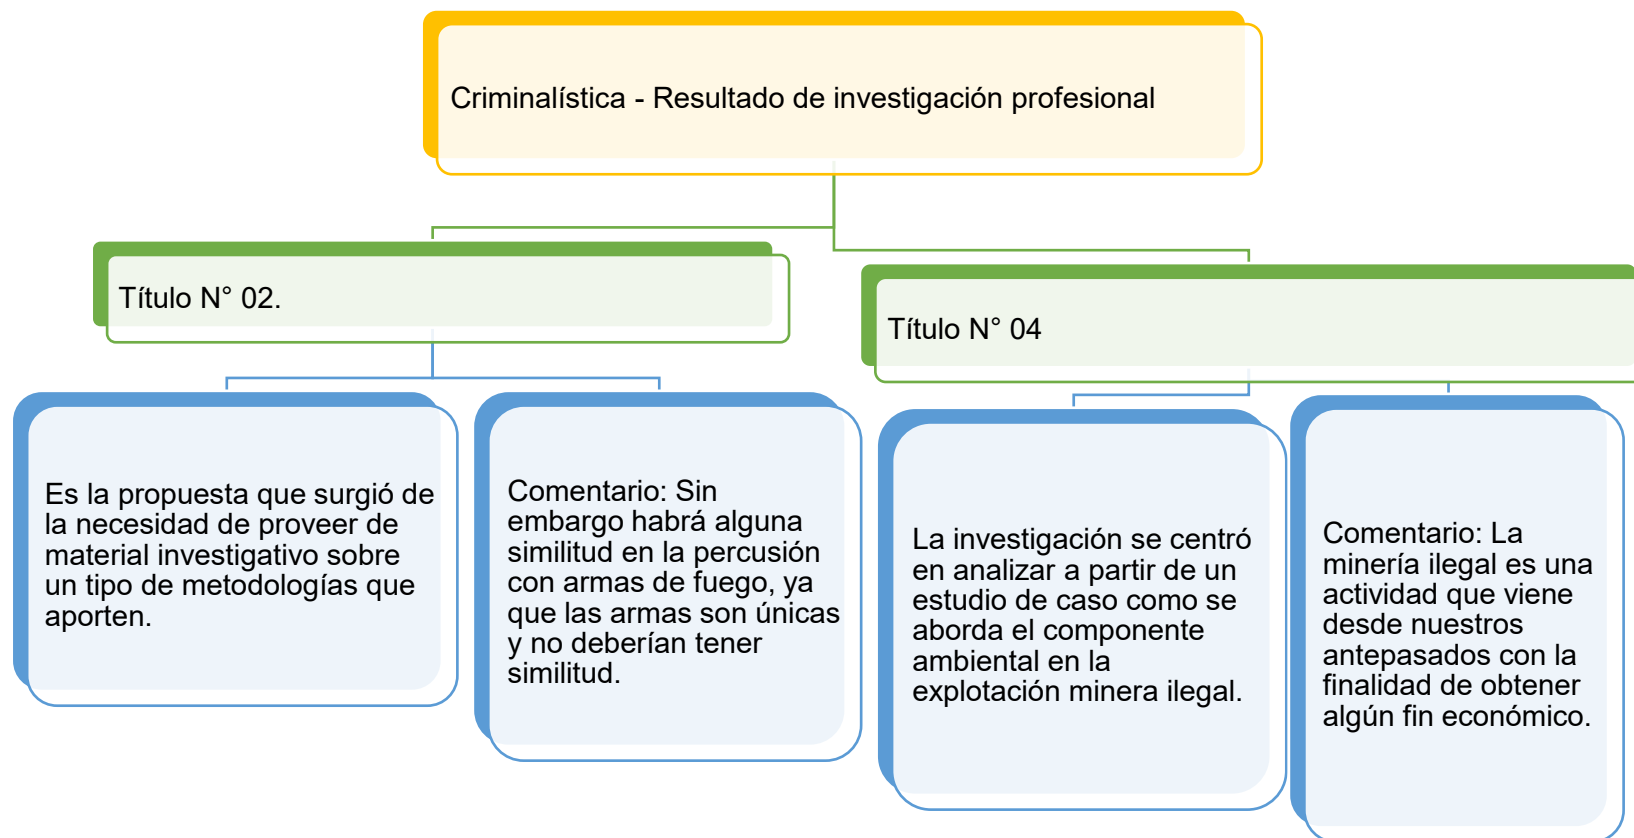 Criminalística - Resultado de investigación profesional
Título N° 02.
Título N° 04
Es la propuesta que surgió de
la necesidad de proveer de
material investigativo sobre
un tipo de metodologías que
aporten.
Comentario: Sin
embargo habrá alguna
similitud en la percusión
con armas de fuego, ya
que las armas son únicas
y no deberían tener
similitud.
La investigación se centró
en analizar a partir de un
estudio de caso como se
aborda el componente
ambiental en la
explotación minera ilegal.
Comentario: La
minería ilegal es una
actividad que viene
desde nuestros
antepasados con la
finalidad de obtener
algún fin económico.